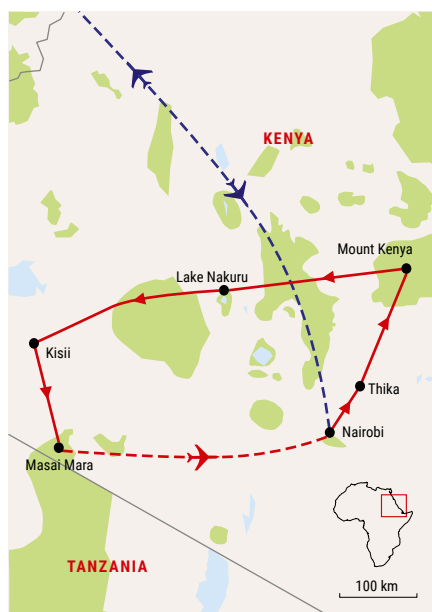 KENYA
Mount Kenya
Lake Nakuru
Kisii
Thika
Nairobi
Masai Mara
TANZANIA
100 km